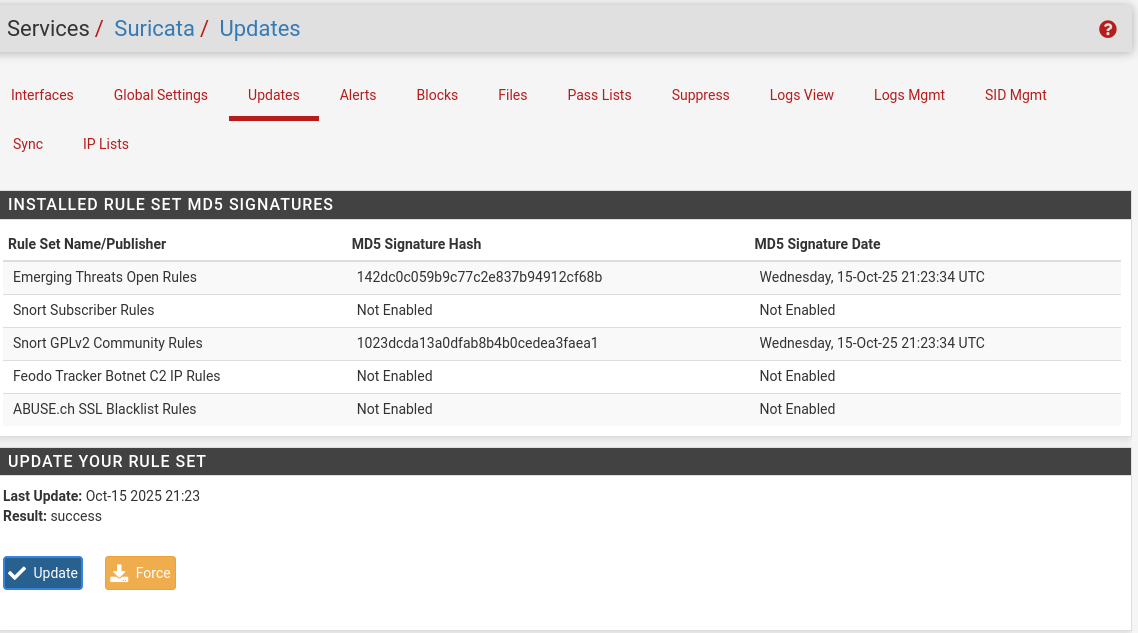 Services / Suricata / Updates
Interfaces Global Settings Updates Alerts Blocks Files Pass Lists Suppress Logs View Logs Mgmt SID Mgmt
Sync IP Lists
INSTALLED RULE SET MD5 SIGNATURES
Rule Set Name/Publisher MD5 Signature Hash MD5 Signature Date
Emerging Threats Open Rules 142dc0c059b9c77c2e837b94912cf68b Wednesday, 15-Oct-25 21:23:34 UTC
Snort Subscriber Rules Not Enabled Not Enabled
Snort GPLv2 Community Rules 1023dcda13a0dfab8b4b0cedea3faea1 Wednesday, 15-Oct-25 21:23:34 UTC
Feodo Tracker Botnet C2 IP Rules Not Enabled Not Enabled
ABUSE.ch SSL Blacklist Rules Not Enabled Not Enabled
UPDATE YOUR RULE SET
Last Update: Oct-15 2025 21:23
Result: success
Update Force